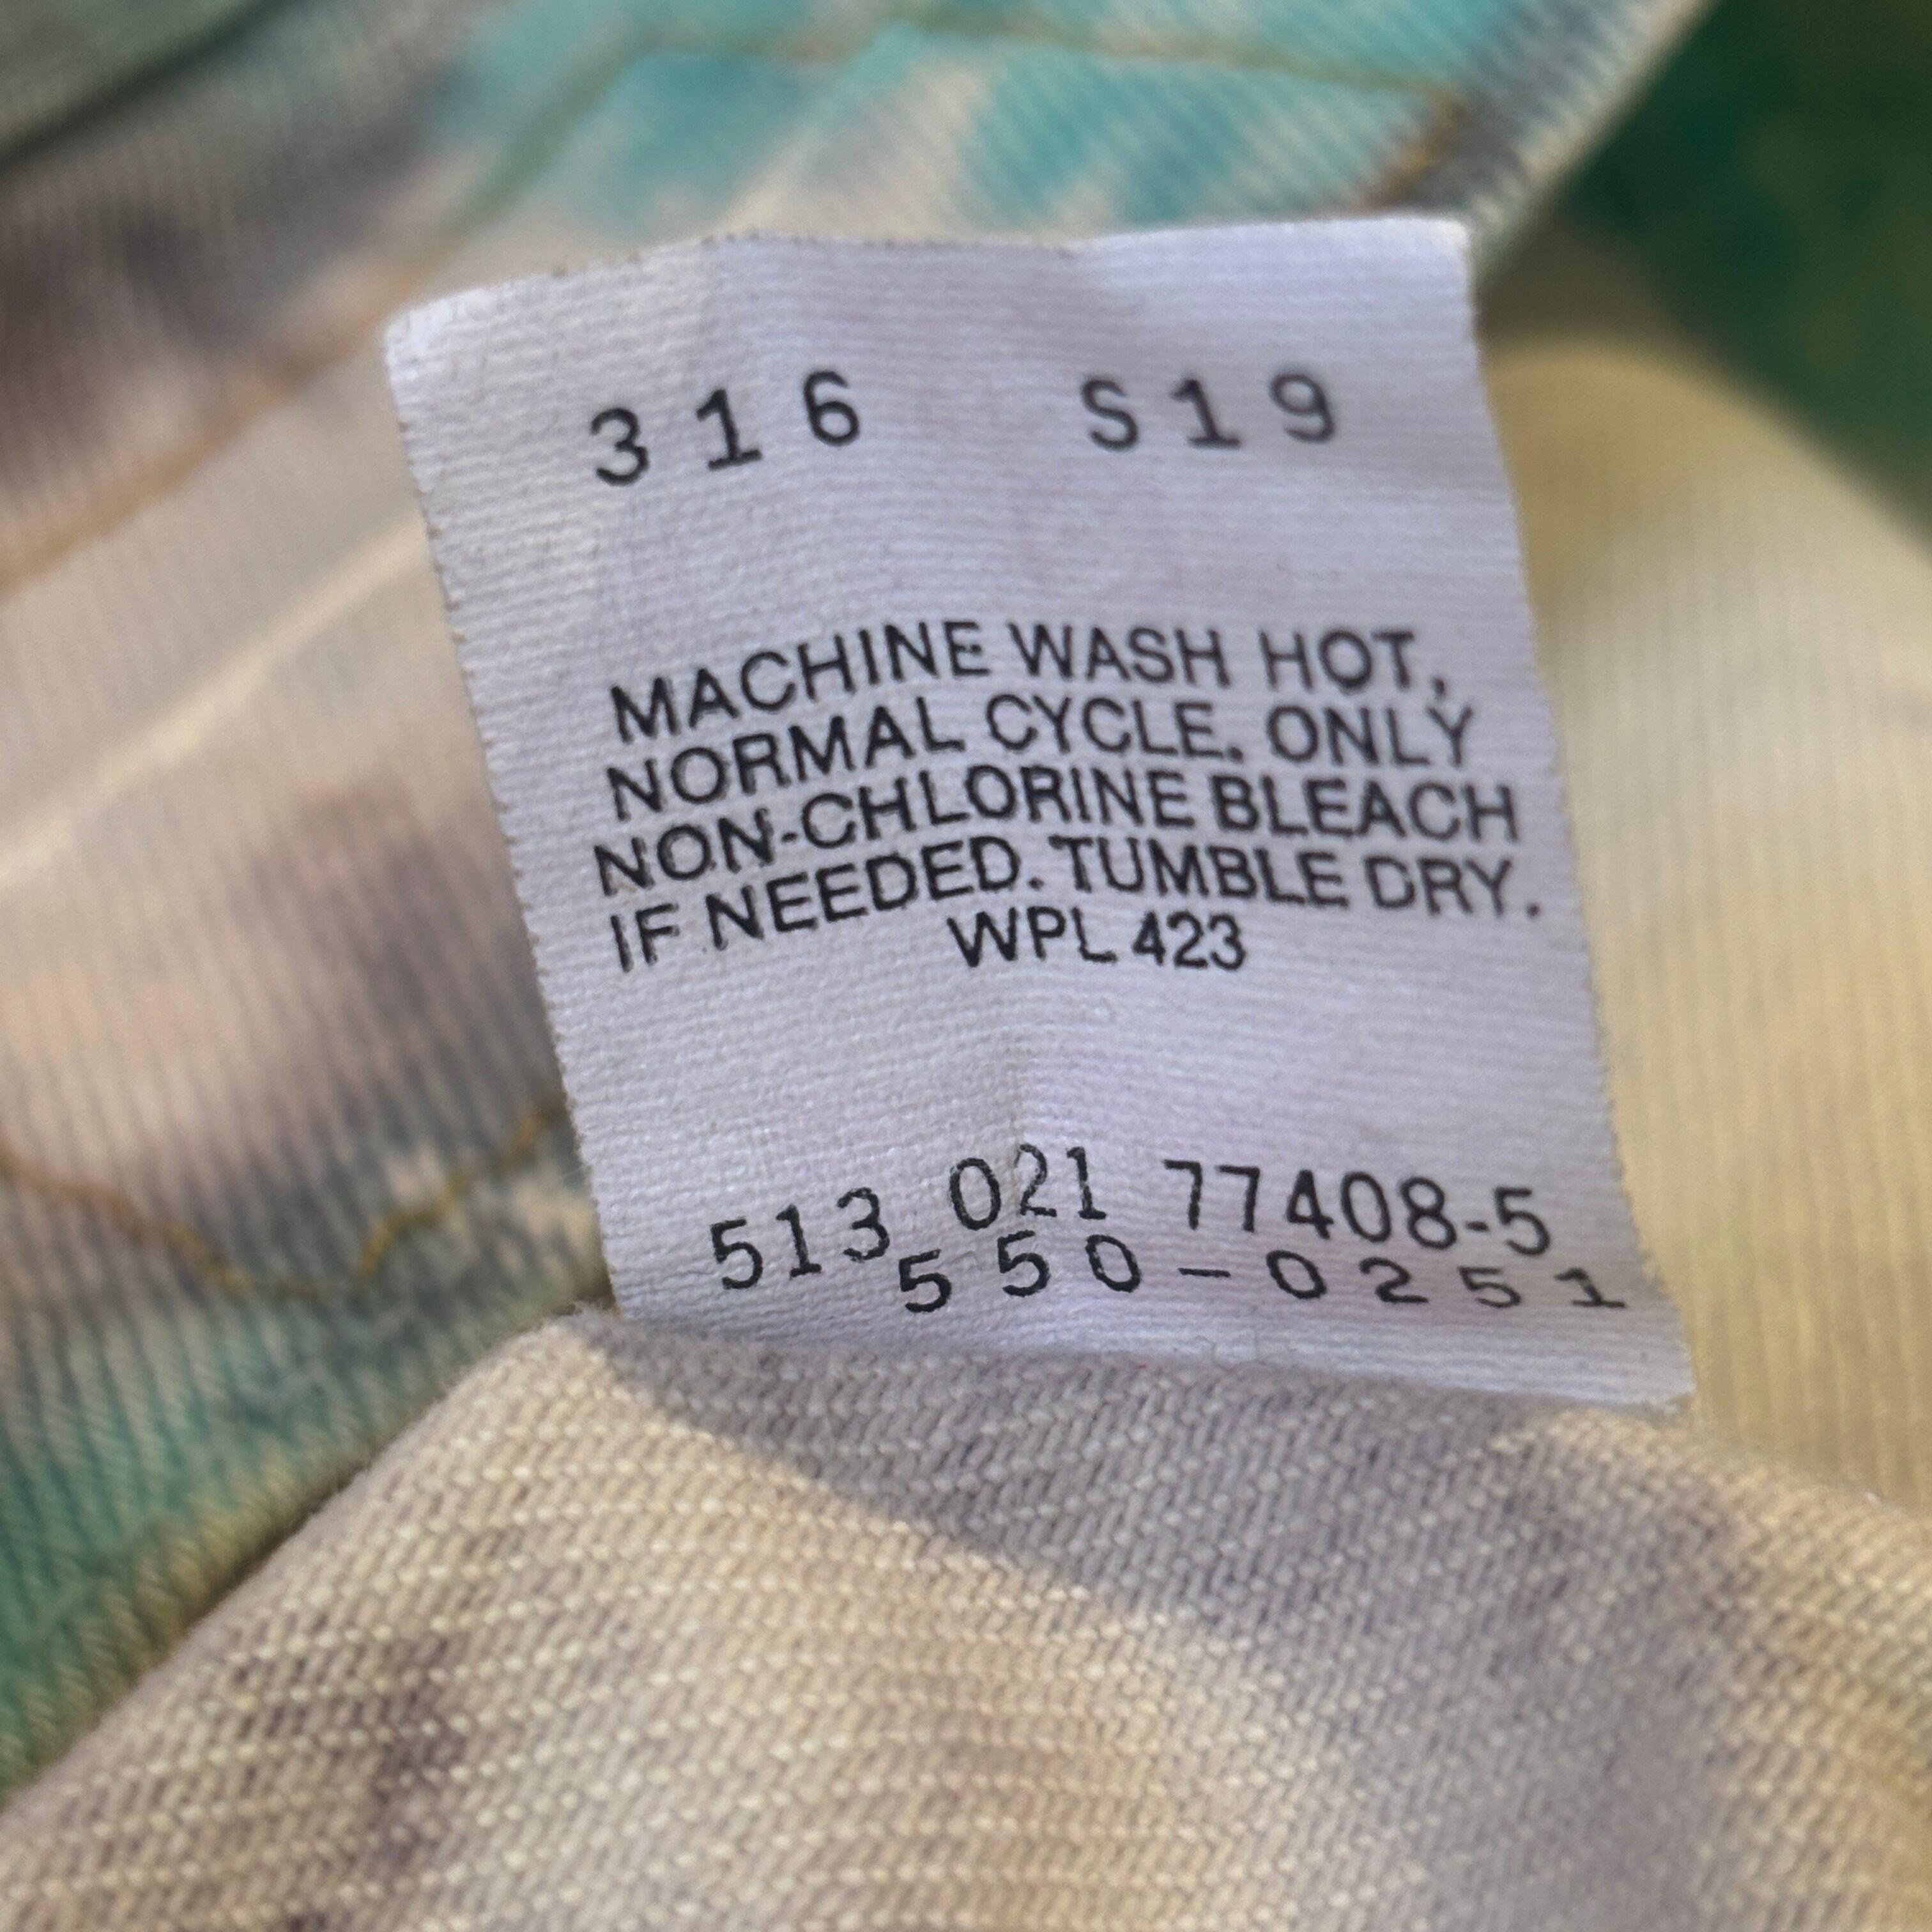 316 S19
MACHINE WASH HOT,
NORMAL CYCLE. ONLY
NON-CHLORINE BLEACH
IF NEEDED. TUMBLE DRY.
WPL 423
513 021 77408-5
550-0251